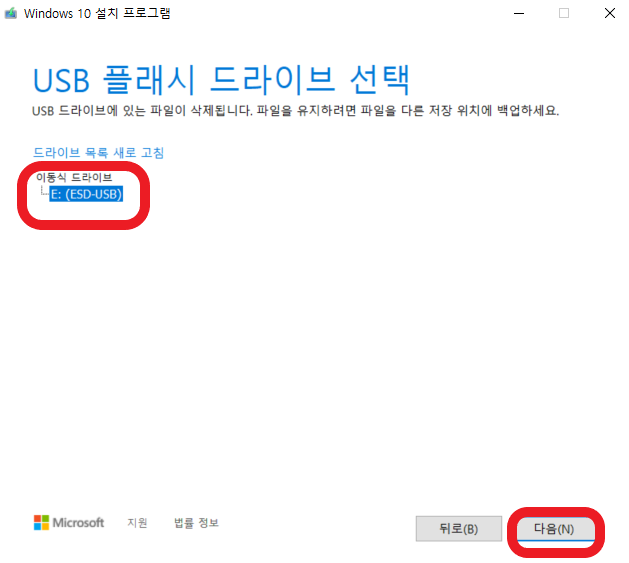 Windows 10 설치 프로그램
USB 플래시 드라이브 선택
USB 드라이브에 있는 파일이 삭제됩니다. 파일을 유지하려면 파일을 다른 저장 위치에 백업하세요.
드라이브 목록 새로 고침
이동식 드라이브
E: (ESD-USB)
Microsoft 지원 법률 정보 뒤로(B) 다음(N)